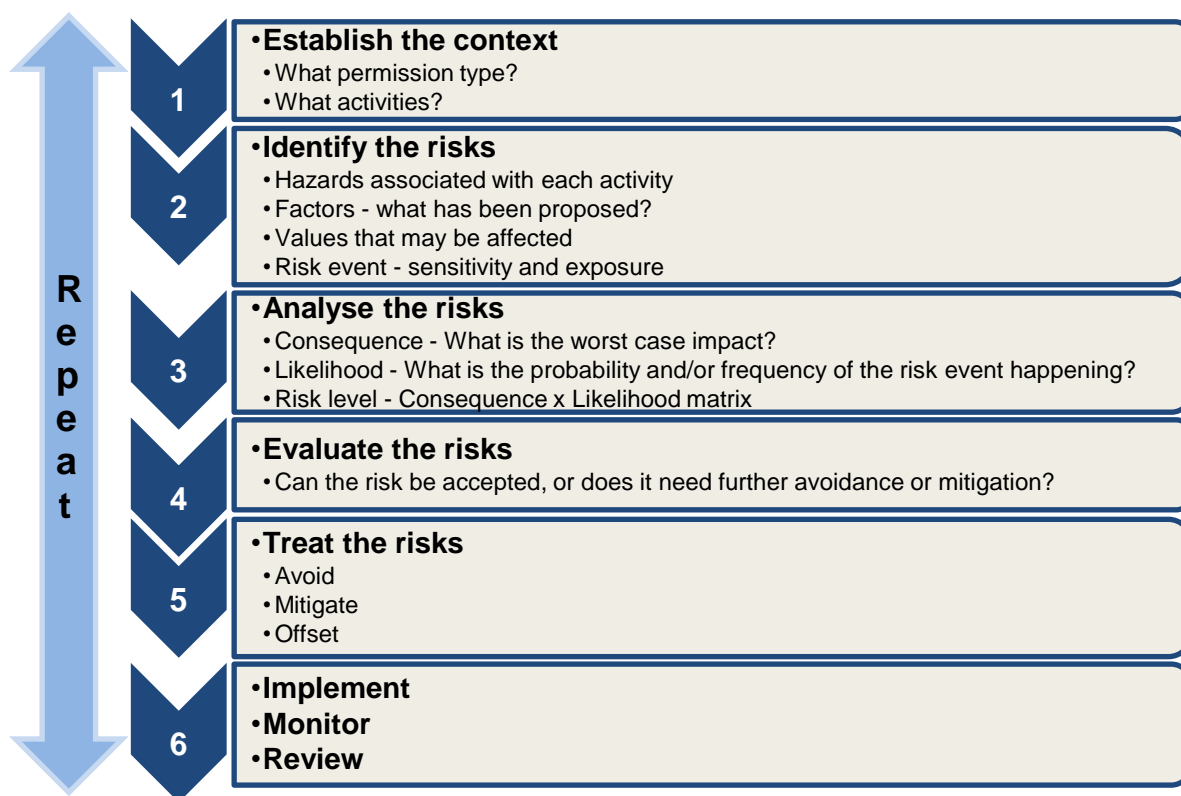 Repeat
1
•Establish the context
•What permission type?
•What activities?
2
•Identify the risks
•Hazards associated with each activity
•Factors - what has been proposed?
•Values that may be affected
•Risk event - sensitivity and exposure
3
•Analyse the risks
•Consequence - What is the worst case impact?
•Likelihood - What is the probability and/or frequency of the risk event happening?
•Risk level - Consequence x Likelihood matrix
4
•Evaluate the risks
•Can the risk be accepted, or does it need further avoidance or mitigation?
5
•Treat the risks
•Avoid
•Mitigate
•Offset
6
•Implement
•Monitor
•Review